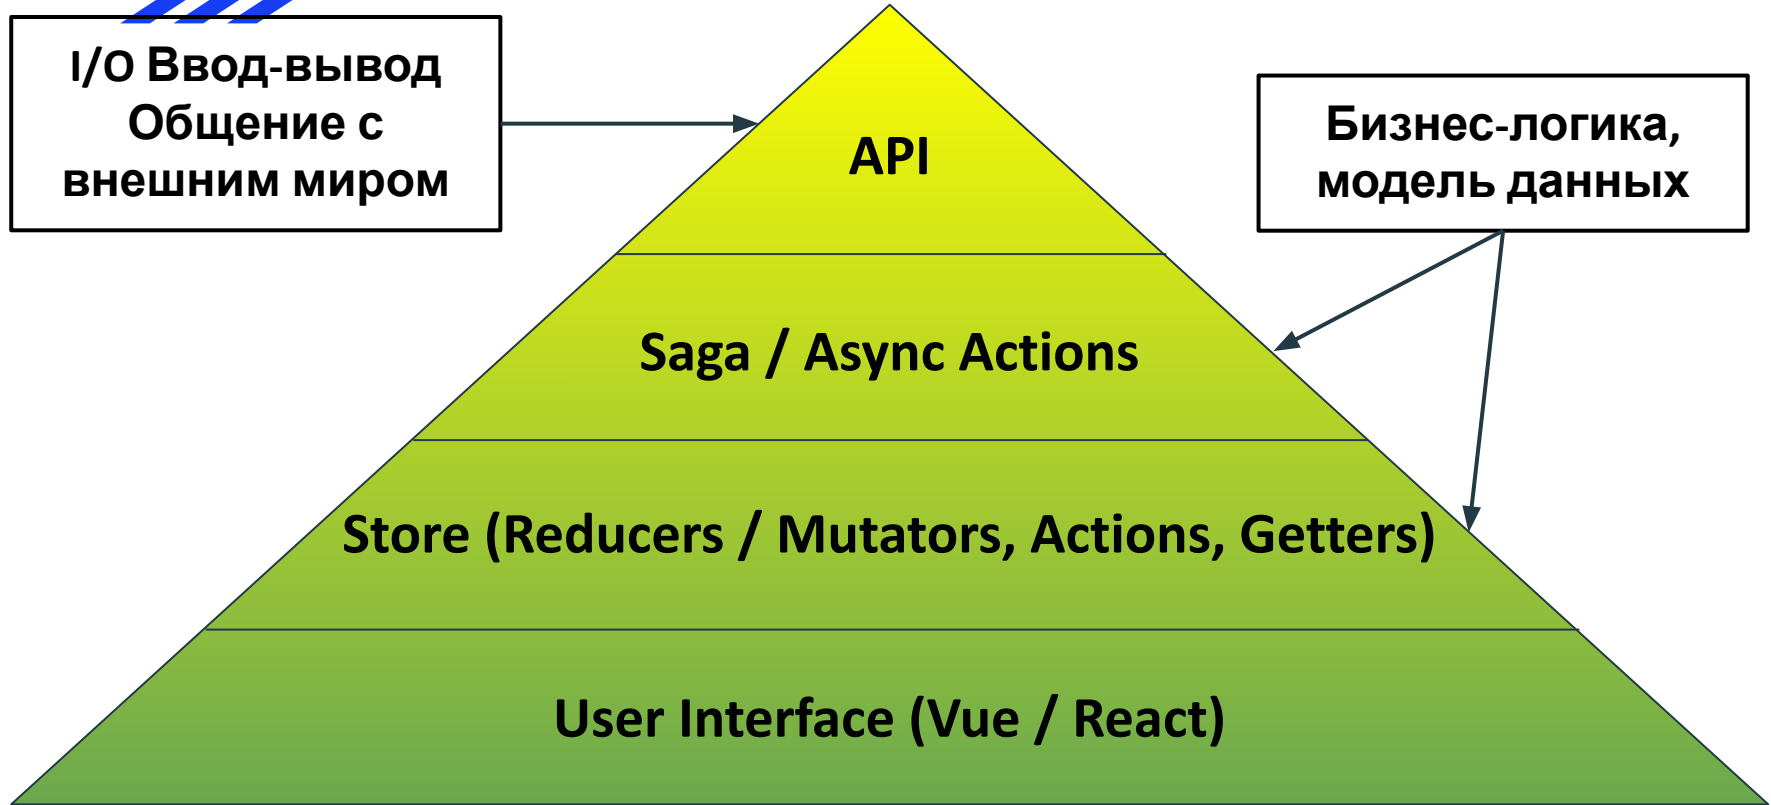 I/O Ввод-вывод
Общение с
внешним миром
Бизнес-логика,
модель данных
API
Saga / Async Actions
Store (Reducers / Mutators, Actions, Getters)
User Interface (Vue / React)